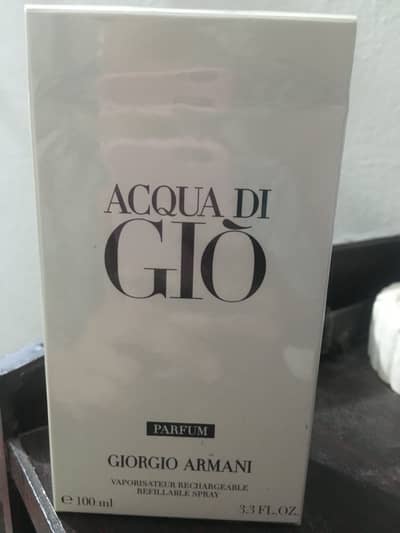 ACQUA DI
GIÒ
PARFUM
GIORGIO ARMANI
VAPORISATEUR RECHARGEABLE
REFILLABLE SPRAY
℮ 100 ml
3.3 FL.OZ.